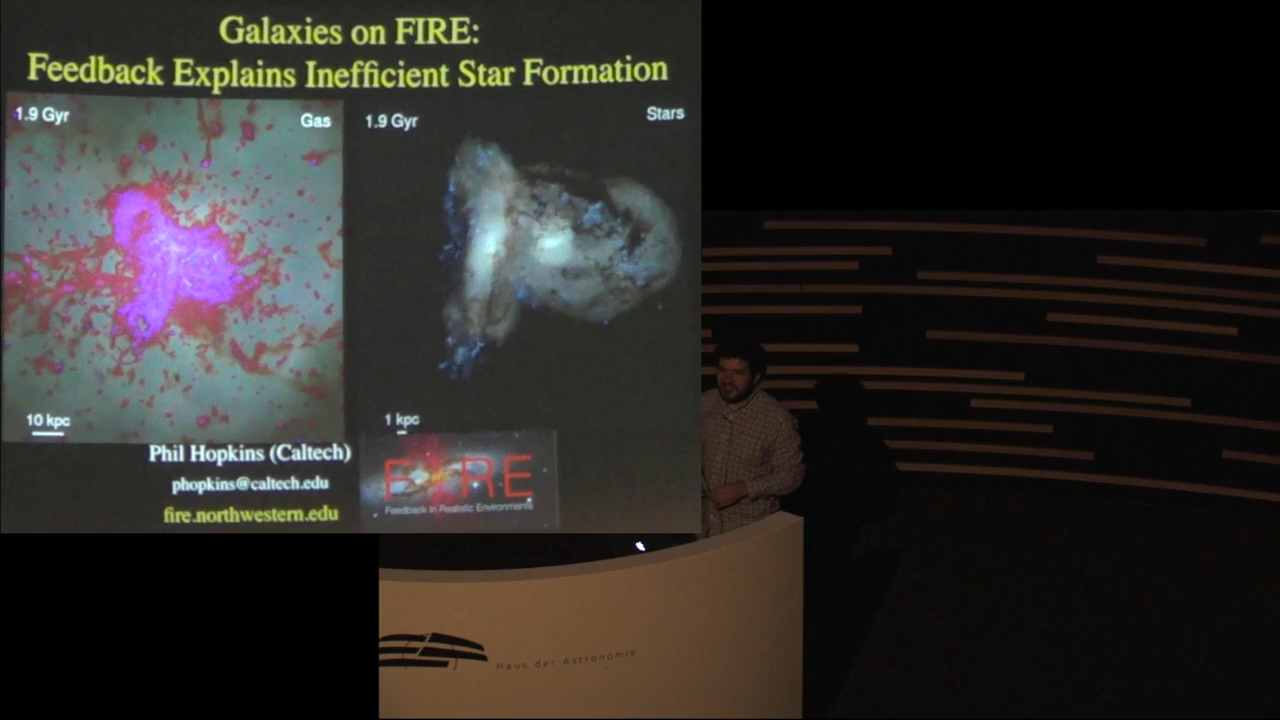 Galaxies on FIRE:
Feedback Explains Inefficient Star Formation
1.9 Gyr
Gas
1.9 Gyr
Stars
10 kpc
1 kpc
Phil Hopkins (Caltech)
phopkins@caltech.edu
fire.northwestern.edu
FIRE
Feedback In Realistic Environments
Haus der Astronomie